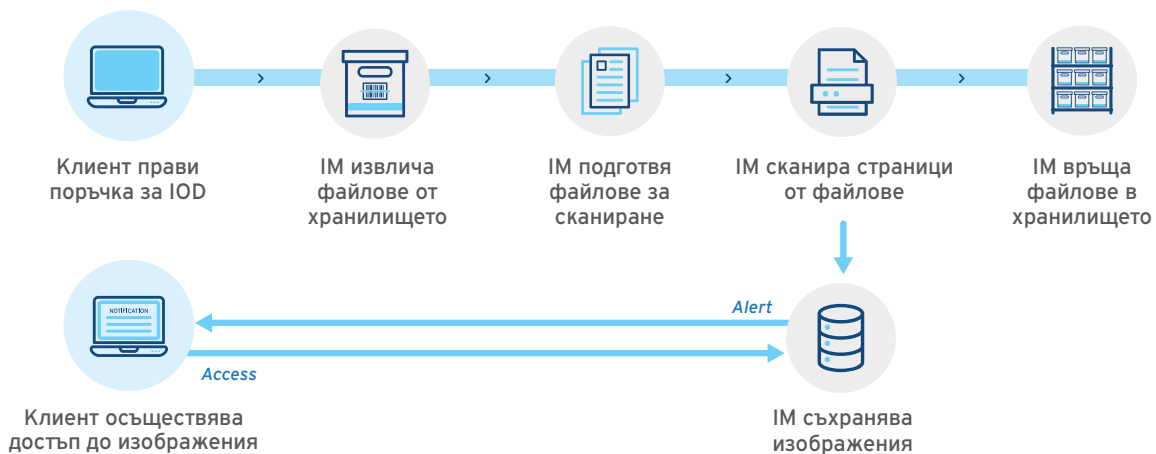 Клиент прави
поръчка за IOD
IM извлича
файлове от
хранилището
IM подготвя
файлове за
сканиране
IM сканира страници
от файлове
IM връща
файлове в
хранилището
NOTIFICATION
Alert
Access
Клиент осъществява
достъп до изображения
IM съхранява
изображения